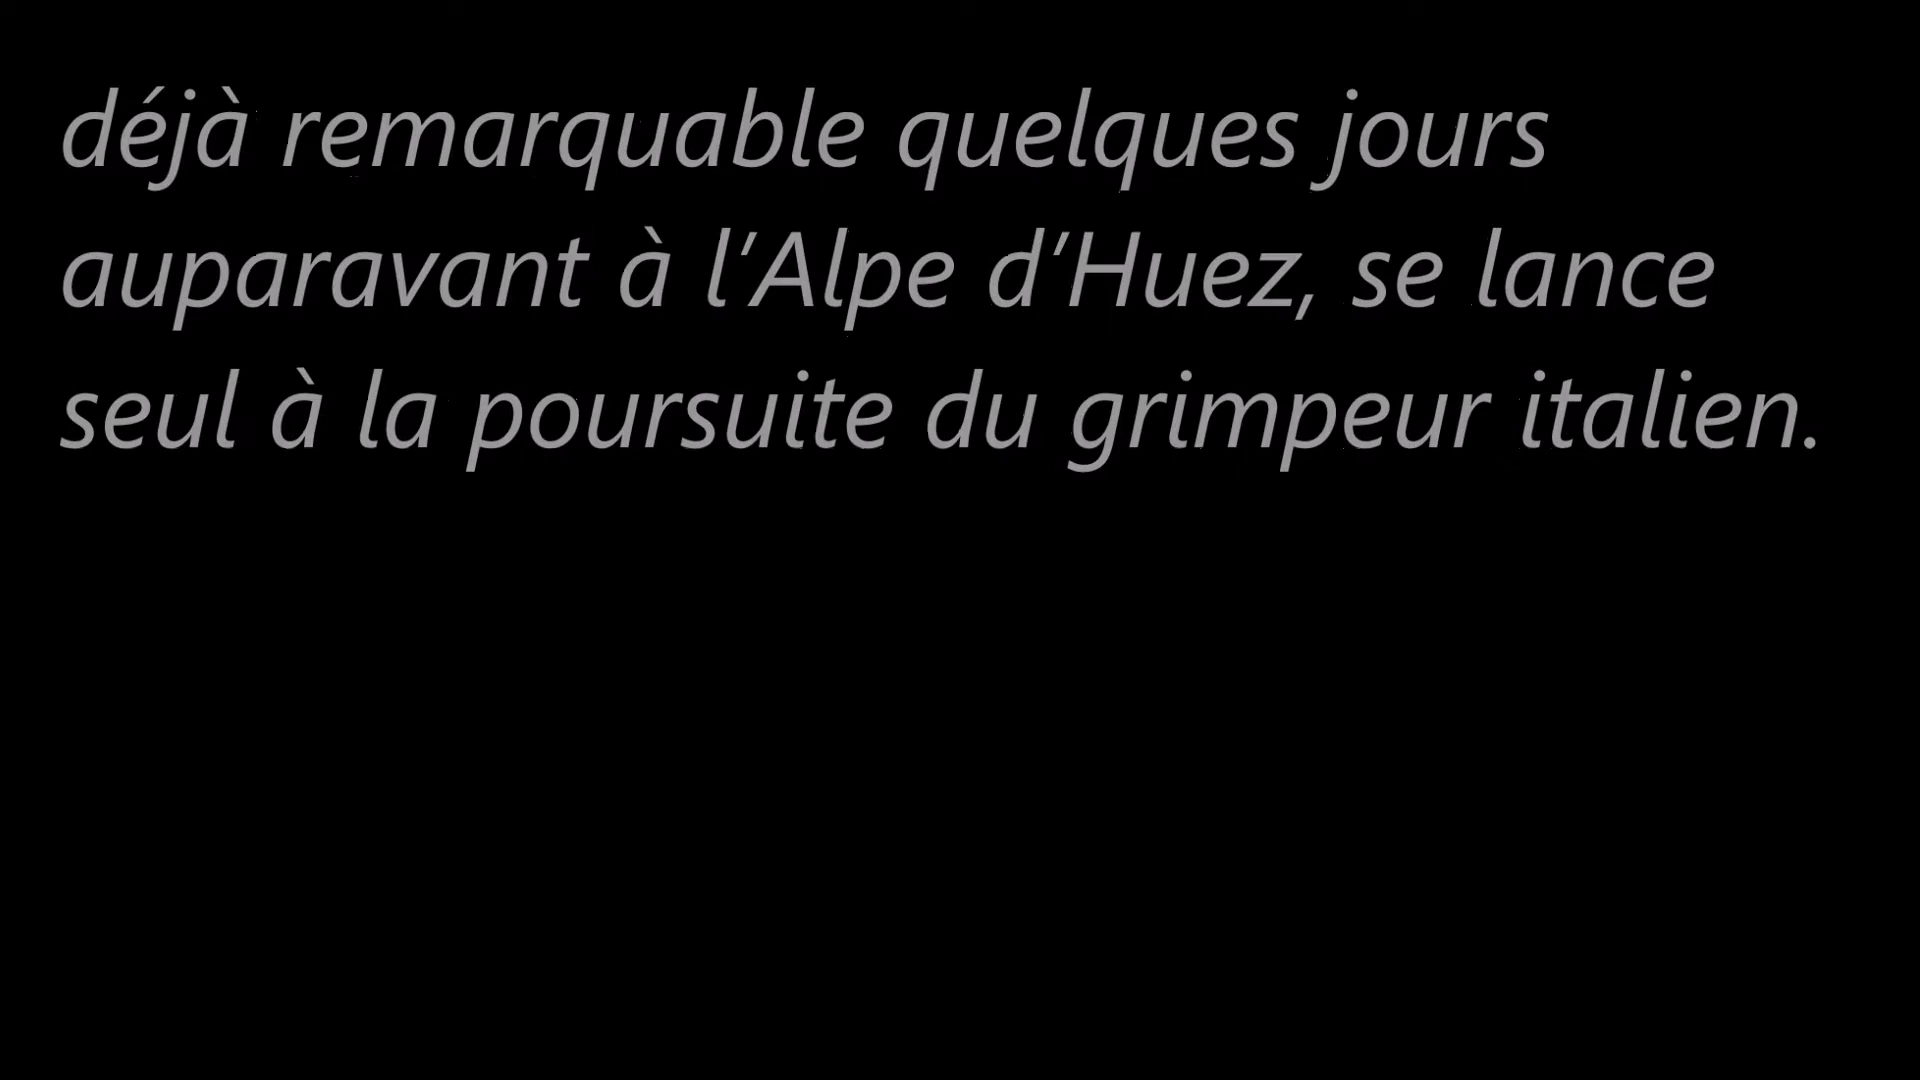 déjà remarquable quelques jours
auparavant à l’Alpe d’Huez, se lance
seul à la poursuite du grimpeur italien.